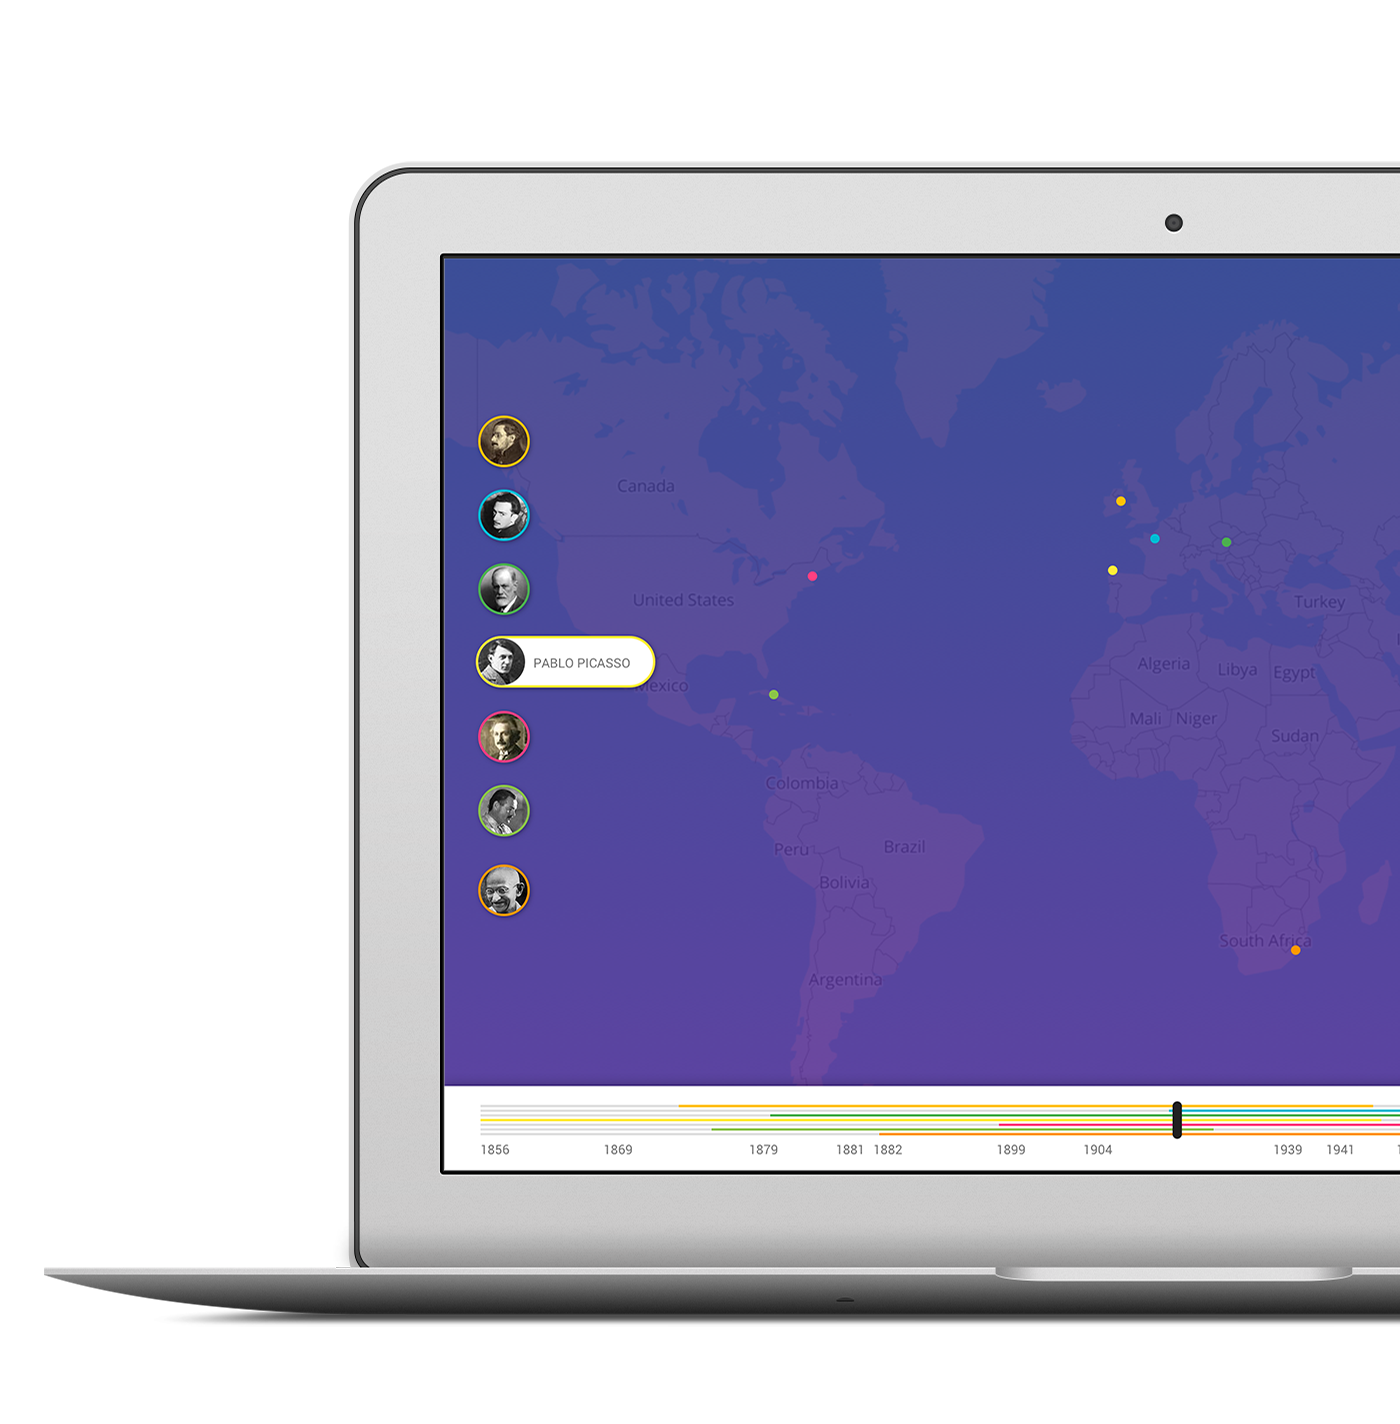 Canada
United States
Turkey
PABLO PICASSO
Mexico
Algeria
Libya
Egypt
Mali
Niger
Sudan
Colombia
Peru
Brazil
Bolivia
South Africa
Argentina
1856 1869 1879 1881 1882 1899 1904 1939 1941